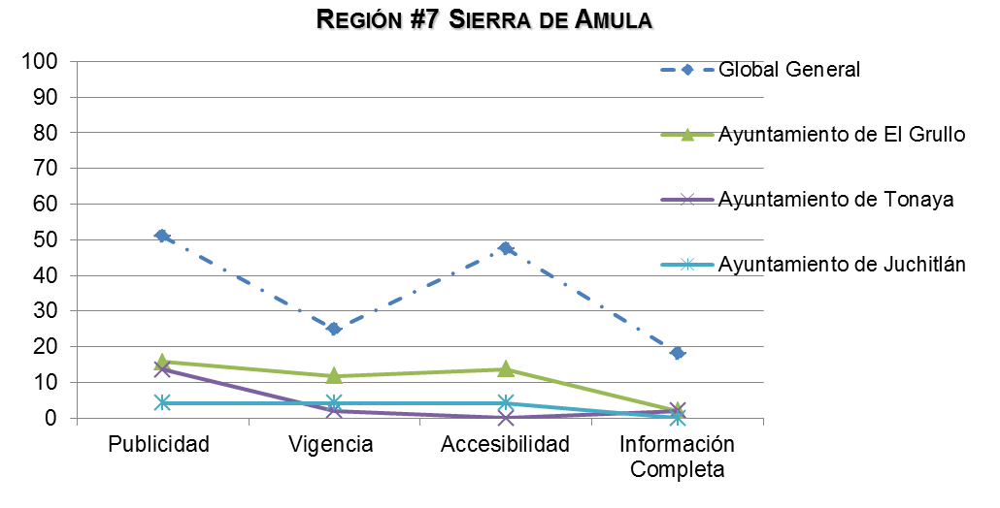 REGIÓN #7 SIERRA DE AMULA
100
90
80
70
60
50
40
30
20
10
0
Publicidad
Vigencia
Accesibilidad
Información
Completa
Global General
Ayuntamiento de El Grullo
Ayuntamiento de Tonaya
Ayuntamiento de Juchitlán